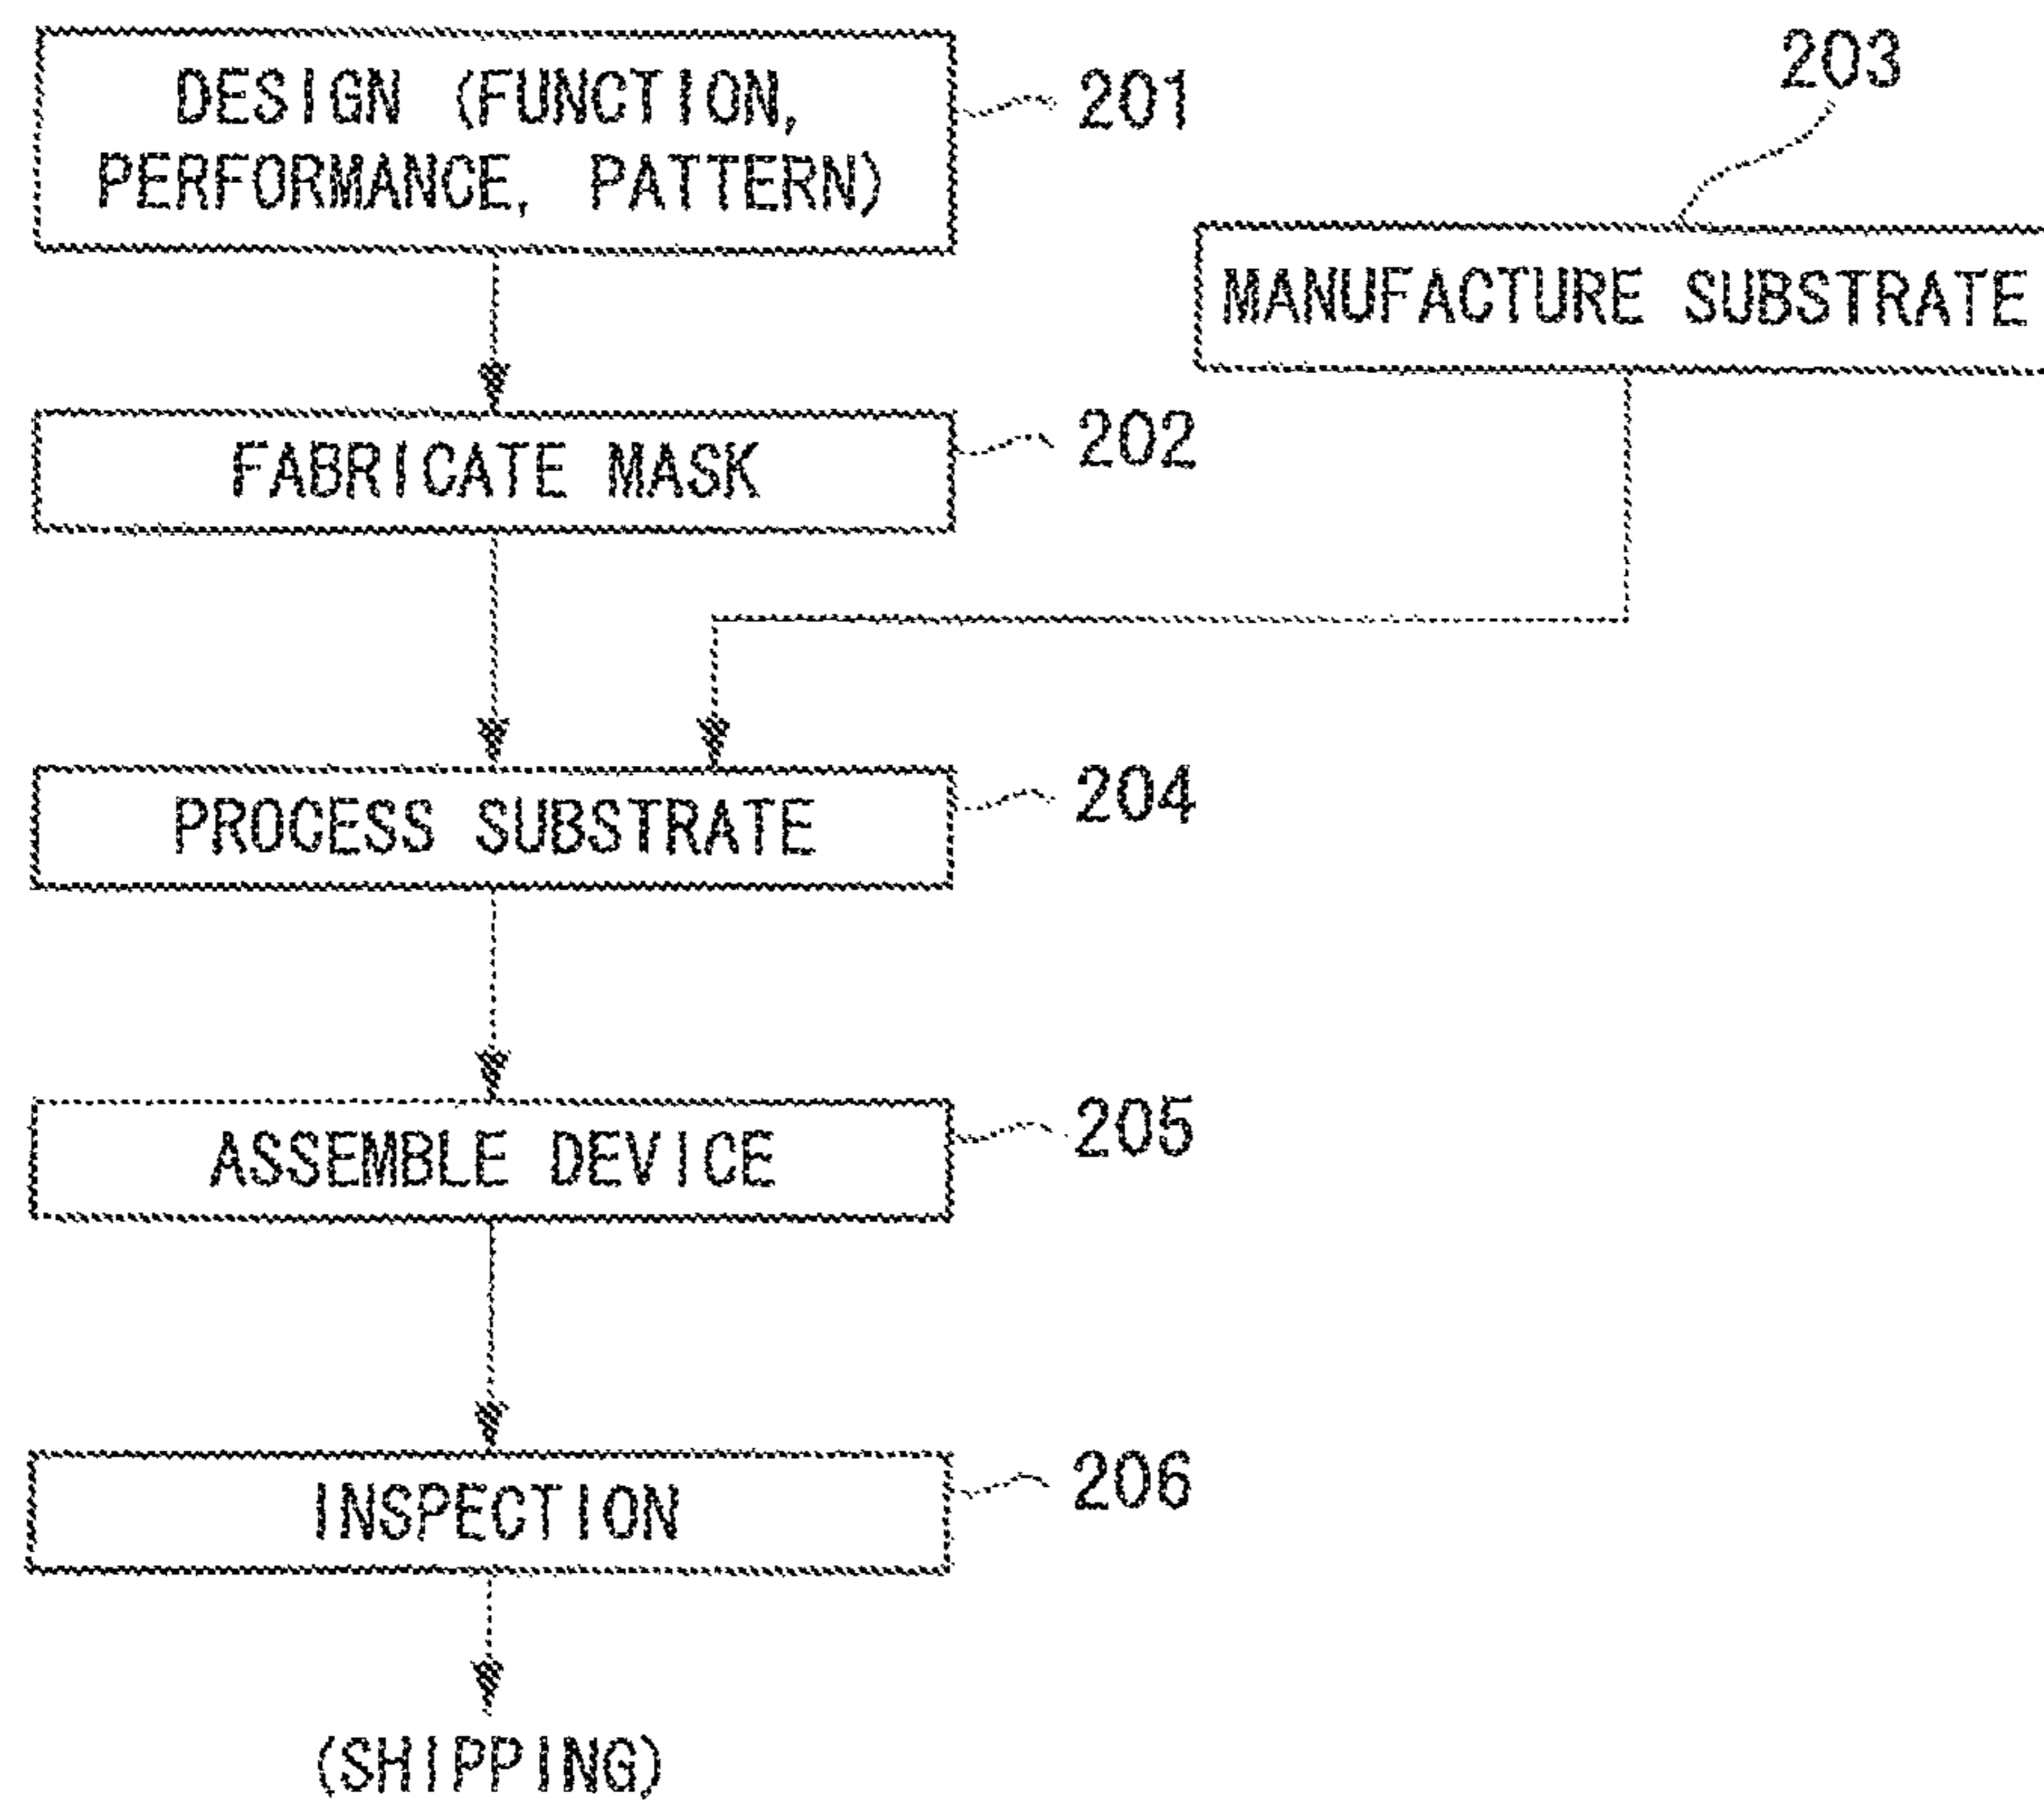 DESIGN (FUNCTION,
PERFORMANCE, PATTERN)
201
203
MANUFACTURE SUBSTRATE
FABRICATE MASK
202
PROCESS SUBSTRATE
204
ASSEMBLE DEVICE
205
INSPECTION
206
(SHIPPING)